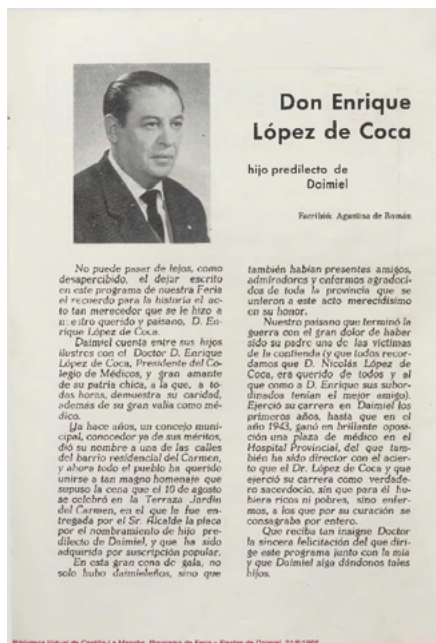 Don Enrique
López de Coca
hijo predilecto de
Daimiel
Escribió: Agustina de Román
No puede pasar de lejos, como
desapercibido, el dejar escrito
en este programa de nuestra Feria
el recuerdo para la historia el ac-
to tan merecedor que se le hizo a
nuestro querido y paisano, D. En-
rique López de Coca.
Daimiel cuenta entre sus hijos
ilustres con el Doctor D. Enrique
López de Coca, Presidente del Co-
legio de Médicos, y gran amante
de su patria chica, a la que, a to-
das horas, demuestra su caridad,
además de su gran valía como mé-
dico.
Ya hace años, un concejo muni-
cipal, conocedor ya de sus méritos,
dió su nombre a una de las calles
del barrio residencial del Carmen,
y ahora todo el pueblo ha querido
unirse a tan magno homenaje que
supuso la cena que el 10 de agosto
se celebró en la Terraza Jardín
del Carmen, en el que le fue en-
tregada por el Sr. Alcalde la placa
por el nombramiento de hijo pre-
dilecto de Daimiel, y que ha sido
adquirida por suscripción popular.
En esta gran cena de gala, no
solo hubo daimieleños, sino que
también habían presentes amigos,
admiradores y enfermos agradeci-
dos de toda la provincia que se
unieron a este acto merecidísimo
en su honor.
Nuestro paisano que terminó la
guerra con el gran dolor de haber
sido su padre una de las víctimas
de la contienda (y que todos recor-
damos que D. Nicolás López de
Coca, era querido de todos y al
que como a D. Enrique sus subor-
dinados tenían el mejor amigo).
Ejerció su carrera en Daimiel los
primeros años, hasta que en el
año 1943, ganó en brillante oposi-
ción una plaza de médico en el
Hospital Provincial, del que tam-
bién ha sido director con el acier-
to que el Dr. López de Coca y que
ejerció su carrera como verdade-
ro sacerdocio, sin que para él hu-
biera ricos ni pobres, sino enfer-
mos, a los que por su curación se
consagraba por entero.
Que reciba tan insigne Doctor
la sincera felicitación del que diri-
ge este programa junto con la mía
y que Daimiel siga dándonos tales
hijos.
Biblioteca Virtual de Castilla-La Mancha. Programa de Feria – Fiestas de Daimiel, 31/8/1968